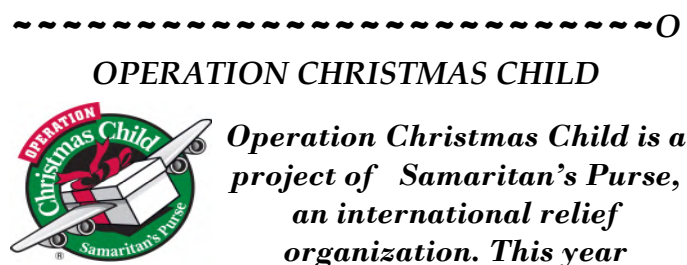 ~~~~~~~~~~~~~~~~~~~~~~~~~~~O
OPERATION CHRISTMAS CHILD
OPERATION
Christmas Child
Samaritan's Purse
®
Operation Christmas Child is a
project of Samaritan's Purse,
an international relief
organization. This year